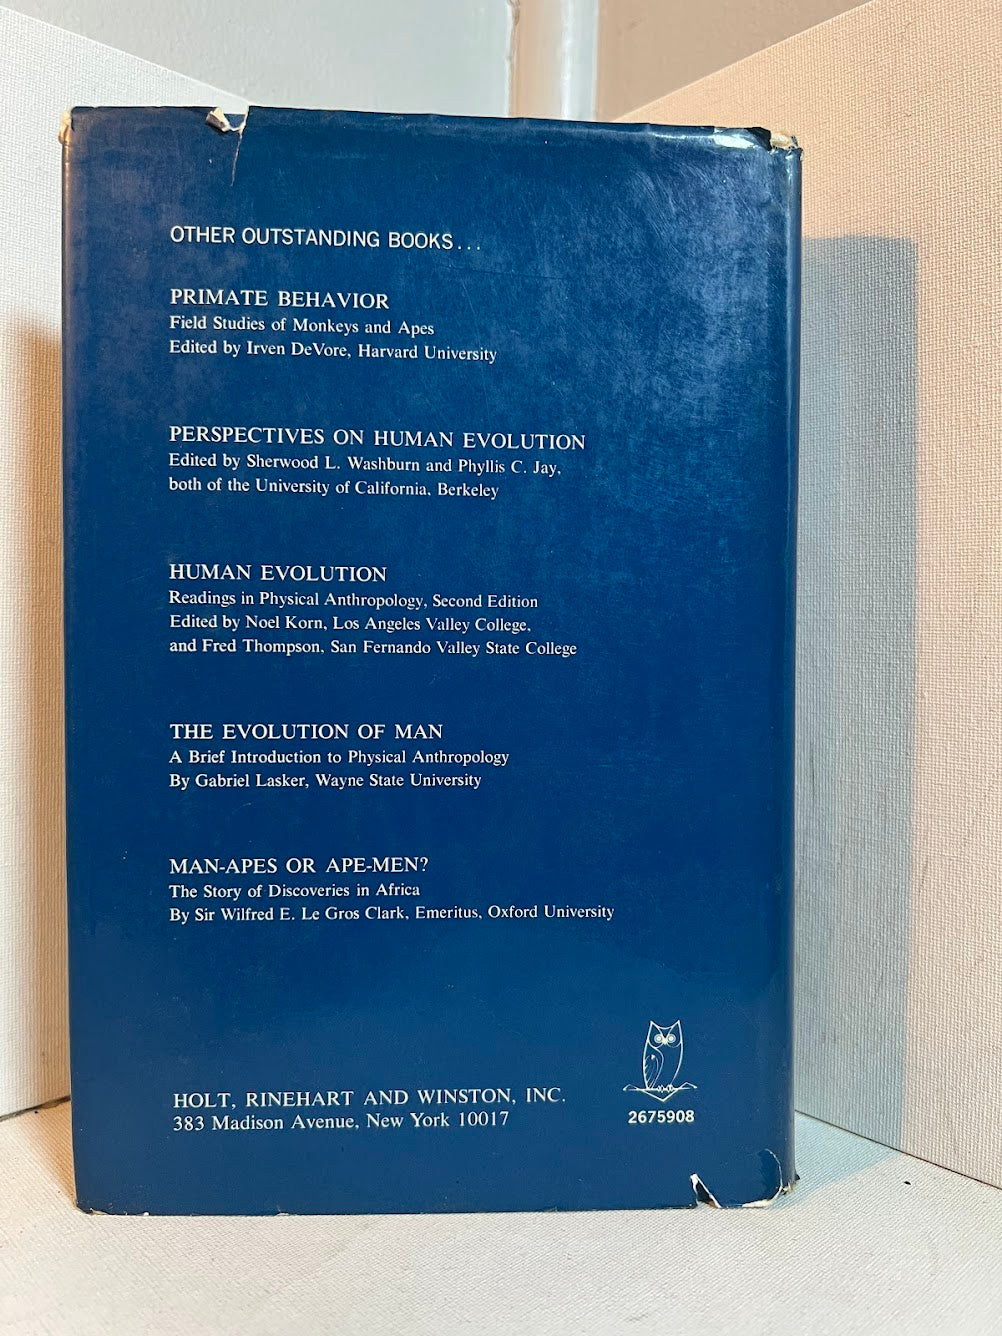 OTHER OUTSTANDING BOOKS...
PRIMATE BEHAVIOR
Field Studies of Monkeys and Apes
Edited by Irven DeVore, Harvard University
PERSPECTIVES ON HUMAN EVOLUTION
Edited by Sherwood L. Washburn and Phyllis C. Jay,
both of the University of California, Berkeley
HUMAN EVOLUTION
Readings in Physical Anthropology, Second Edition
Edited by Noel Korn, Los Angeles Valley College,
and Fred Thompson, San Fernando Valley State College
THE EVOLUTION OF MAN
A Brief Introduction to Physical Anthropology
By Gabriel Lasker, Wayne State University
MAN-APES OR APE-MEN?
The Story of Discoveries in Africa
By Sir Wilfred E. Le Gros Clark, Emeritus, Oxford University
HOLT, RINEHART AND WINSTON, INC.
383 Madison Avenue, New York 10017
2675908